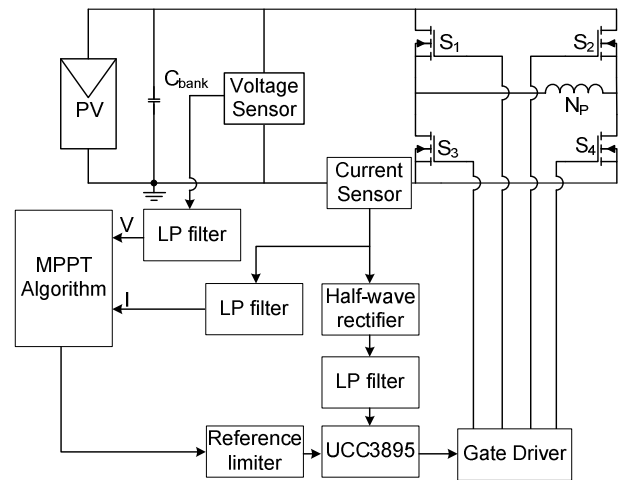 S1
S2
Cbank
Voltage
Sensor
PV
NP
S3
S4
Current
Sensor
V
LP filter
MPPT
Algorithm
I
LP filter
Half-wave
rectifier
LP filter
Reference
limiter
UCC3895
Gate Driver